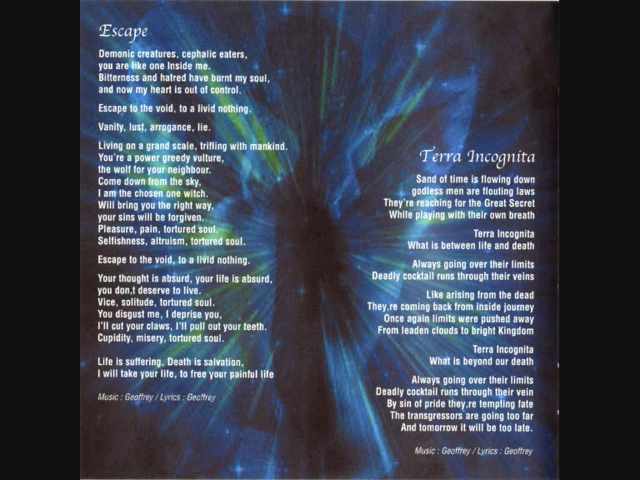 Escape
Demonic creatures, cephalic eaters,
you are like one Inside me.
Bitterness and hatred have burnt my soul,
and now my heart is out of control.
Escape to the void, to a livid nothing.
Vanity, lust, arrogance, lie.
Living on a grand scale, trifling with mankind.
You're a power greedy vulture,
the wolf for your neighbour.
Come down from the sky,
I am the chosen one witch.
Will bring you the right way,
your sins will be forgiven.
Pleasure, pain, tortured soul.
Selfishness, altruism, tortured soul.
Escape to the void, to a livid nothing.
Your thought is absurd, your life is absurd,
you don,t deserve to live.
Vice, solitude, tortured soul.
You disgust me, I deprise you,
I'll cut your claws, I'll pull out your teeth.
Cupidity, misery, tortured soul.
Life is suffering, Death is salvation,
I will take your life, to free your painful life
Music : Geoffrey / Lyrics : Geoffrey
Terra Incognita
Sand of time is flowing down
godless men are flouting laws
They're reaching for the Great Secret
While playing with their own breath
Terra Incognita
What is between life and death
Always going over their limits
Deadly cocktail runs through their veins
Like arising from the dead
They,re coming back from inside journey
Once again limits were pushed away
From leaden clouds to bright Kingdom
Terra Incognita
What is beyond our death
Always going over their limits
Deadly cocktail runs through their vein
By sin of pride they,re tempting fate
The transgressors are going too far
And tomorrow it will be too late.
Music : Geoffrey / Lyrics : Geoffrey